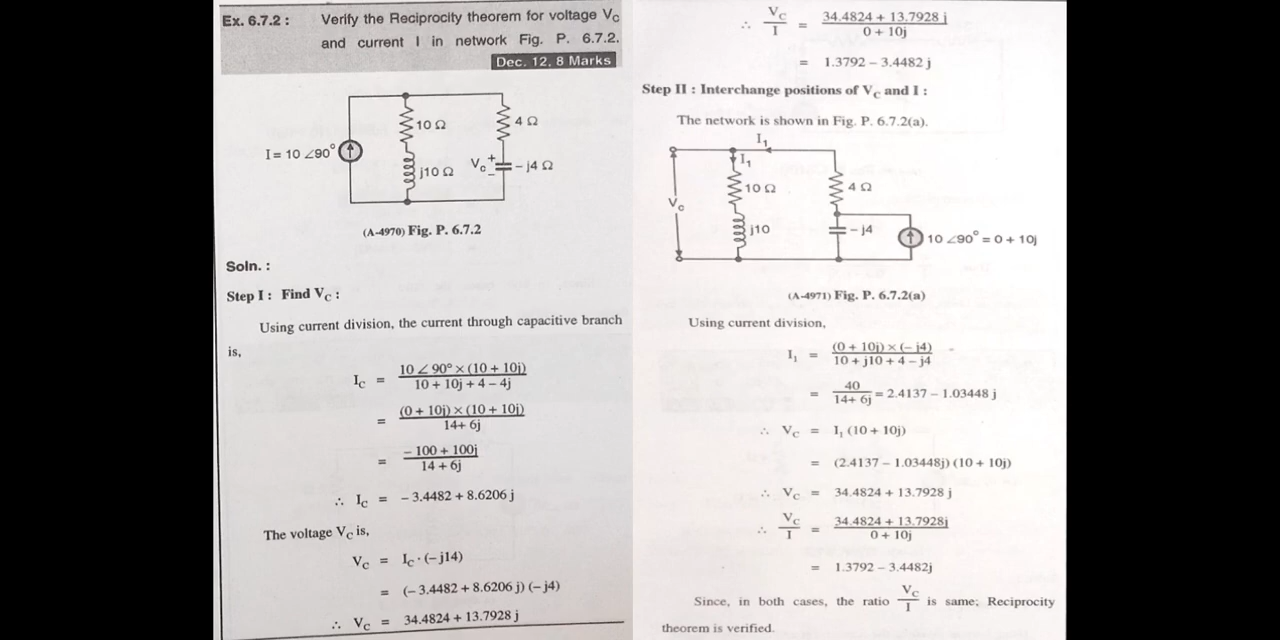 Ex. 6.7.2 : Verify the Reciprocity theorem for voltage V_C
and current I in network Fig. P. 6.7.2.
Dec. 12, 8 Marks
10 Ω
4 Ω
I = 10 ∠90°
V_c
+
−
− j4 Ω
j10 Ω
(A-4970) Fig. P. 6.7.2
Soln. :
Step I : Find V_C :
Using current division, the current through capacitive branch
is,
I_C = 10 ∠ 90° × (10 + 10j) / 10 + 10j + 4 − 4j
= (0 + 10j) × (10 + 10j) / 14+ 6j
= − 100 + 100j / 14 + 6j
∴ I_C = − 3.4482 + 8.6206 j
The voltage V_C is,
V_C = I_C · (− j14)
= (− 3.4482 + 8.6206 j) (− j4)
∴ V_C = 34.4824 + 13.7928 j
∴ V_C / I = 34.4824 + 13.7928 j / 0 + 10j
= 1.3792 − 3.4482 j
Step II : Interchange positions of V_C and I :
The network is shown in Fig. P. 6.7.2(a).
I_1
I_1
10 Ω
4 Ω
V_c
j10
− j4
10 ∠90° = 0 + 10j
(A-4971) Fig. P. 6.7.2(a)
Using current division,
I_1 = (0 + 10j) × (− j4) / 10 + j10 + 4 − j4
= 40 / 14+ 6j = 2.4137 − 1.03448 j
∴ V_C = I_1 (10 + 10j)
= (2.4137 − 1.03448j) (10 + 10j)
∴ V_C = 34.4824 + 13.7928 j
∴ V_C / I = 34.4824 + 13.7928j / 0 + 10j
= 1.3792 − 3.4482j
Since, in both cases, the ratio V_C / I is same; Reciprocity
theorem is verified.